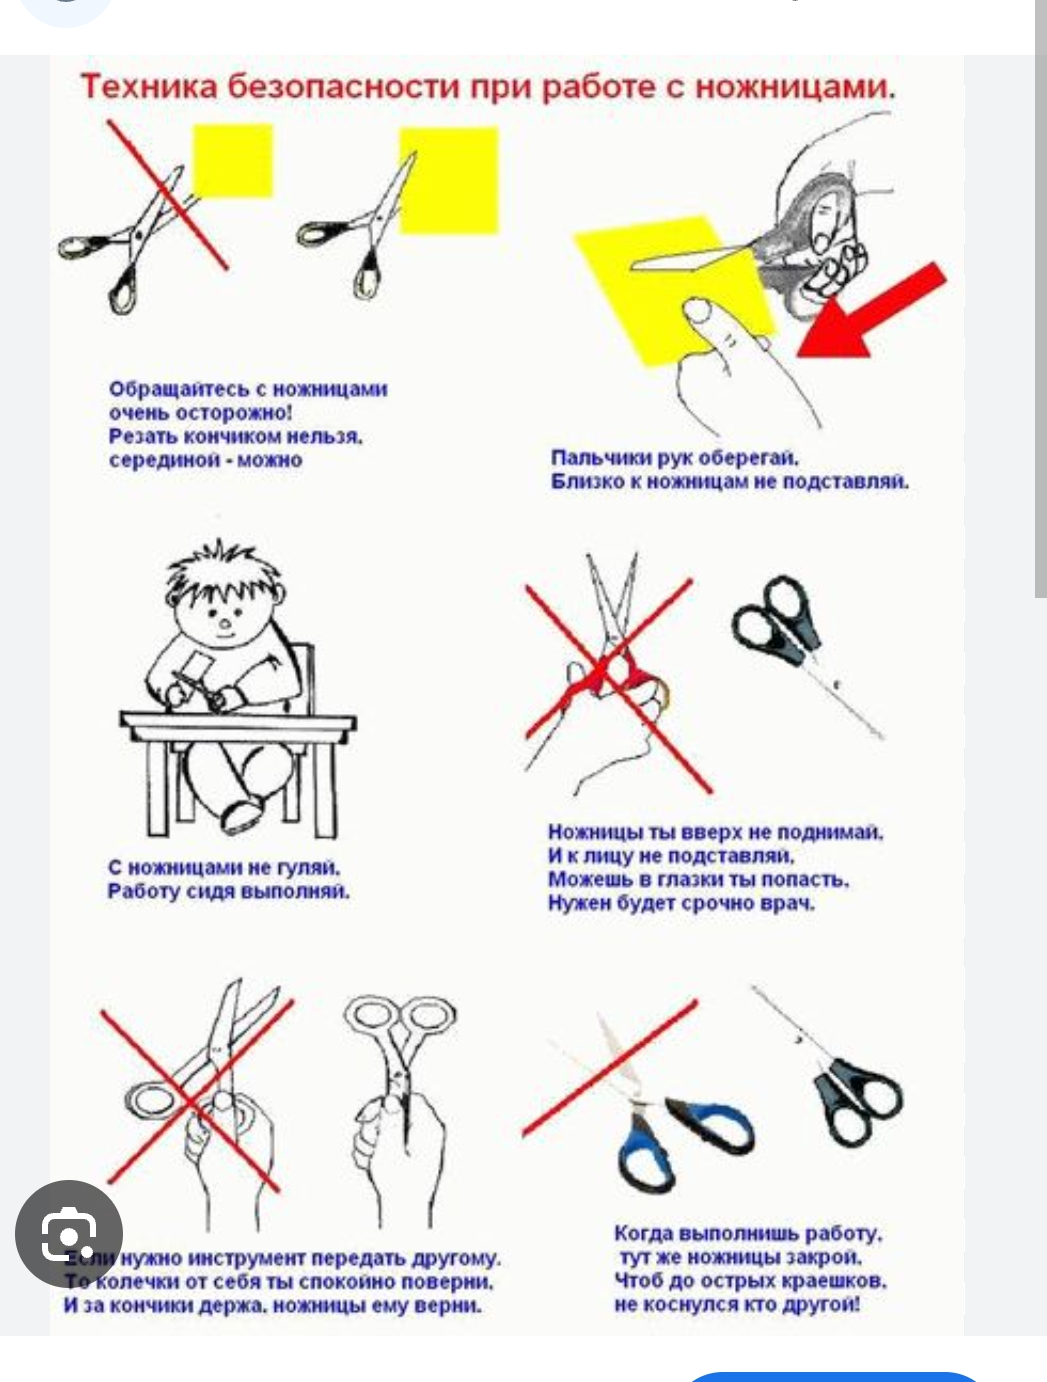 Техника безопасности при работе с ножницами.
Обращайтесь с ножницами
очень осторожно!
Резать кончиком нельзя,
серединой - можно
Пальчики рук оберегай,
Близко к ножницам не подставляй.
С ножницами не гуляй,
Работу сидя выполняй.
Ножницы ты вверх не поднимай,
И к лицу не подставляй,
Можешь в глазки ты попасть,
Нужен будет срочно врач.
Если нужно инструмент передать другому,
То колечки от себя ты спокойно поверни,
И за кончики держа, ножницы ему верни.
Когда выполнишь работу,
тут же ножницы закрой,
Чтоб до острых краешков,
не коснулся кто другой!